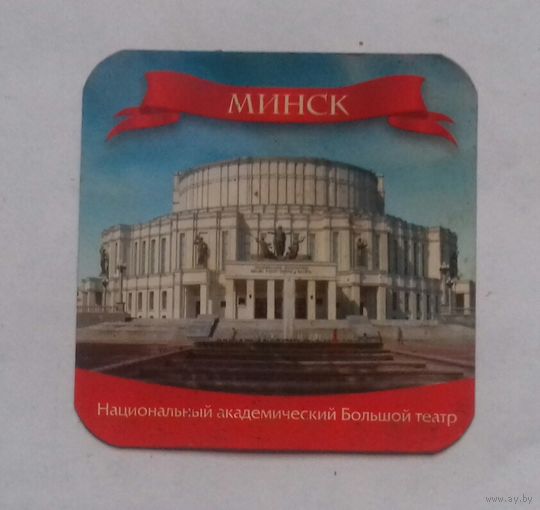 МИНСК
Национальный академический Большой театр
www.ay.by